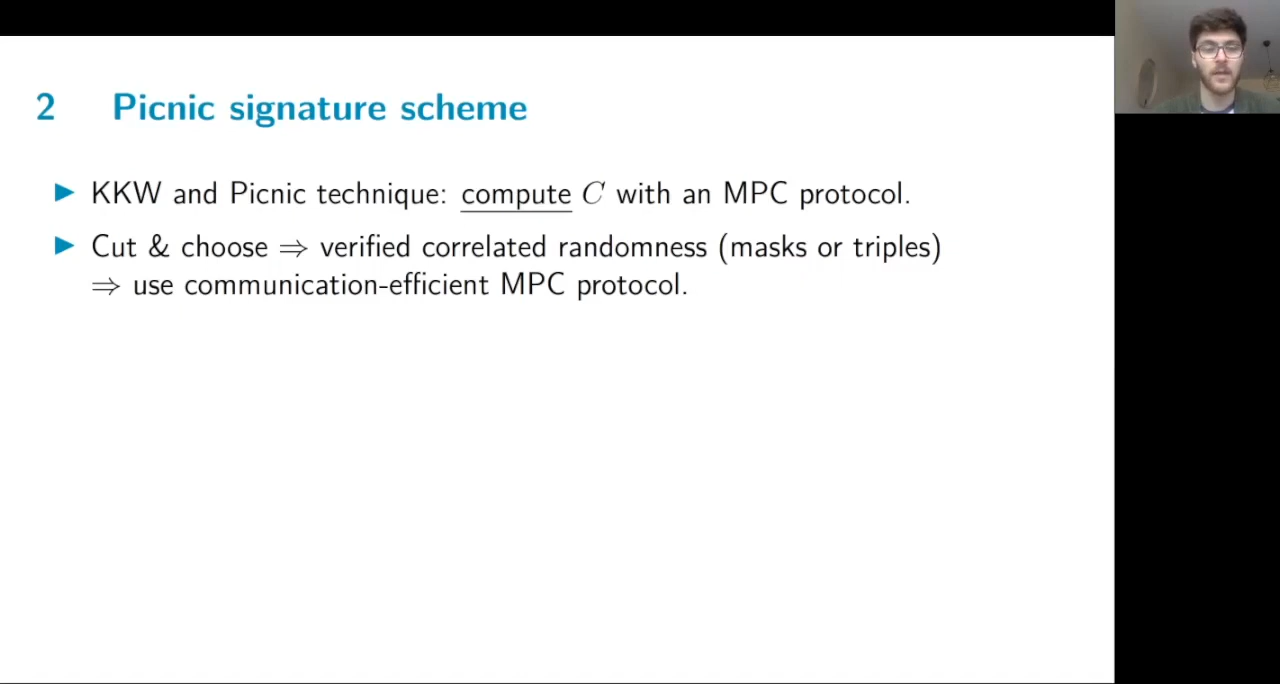 2 Picnic signature scheme
▶ KKW and Picnic technique: compute C with an MPC protocol.
▶ Cut & choose ⇒ verified correlated randomness (masks or triples)
⇒ use communication-efficient MPC protocol.